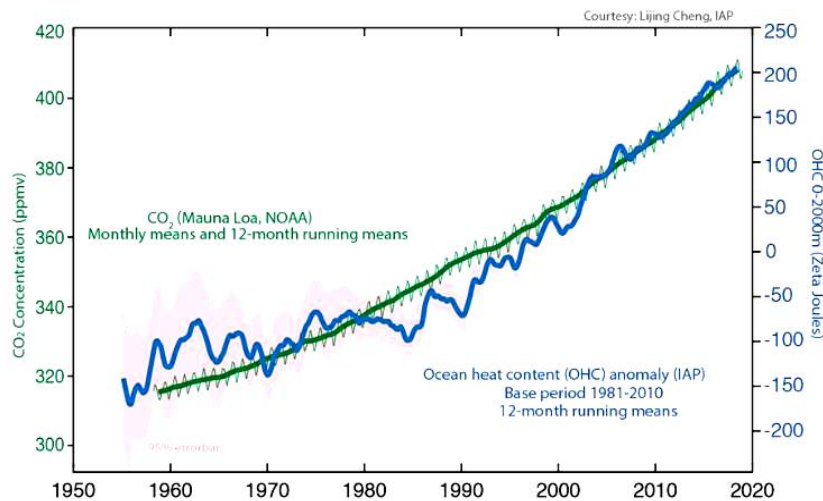 Courtesy: Lijing Cheng, IAP
420
400
380
360
340
320
300
CO₂ Concentration (ppmv)
250
200
150
100
50
0
-50
-100
-150
-200
OHC 0-2000m (Zeta Joules)
CO₂ (Mauna Loa, NOAA)
Monthly means and 12-month running means
Ocean heat content (OHC) anomaly (IAP)
Base period 1981-2010
12-month running means
95% errorbar
1950
1960
1970
1980
1990
2000
2010
2020